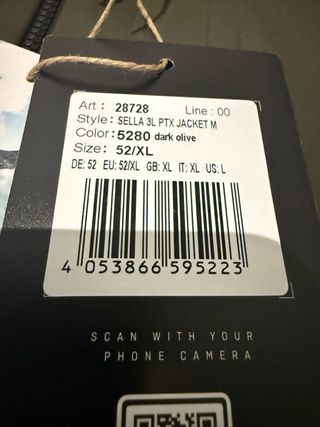 Art : 28728 Line : 00
Style : SELLA 3L PTX JACKET M
Color : 5280 dark olive
Size: 52/XL
DE: 52 EU: 52/XL GB: XL IT: XL US: L
4 053866 595223
SCAN WITH YOUR
PHONE CAMERA